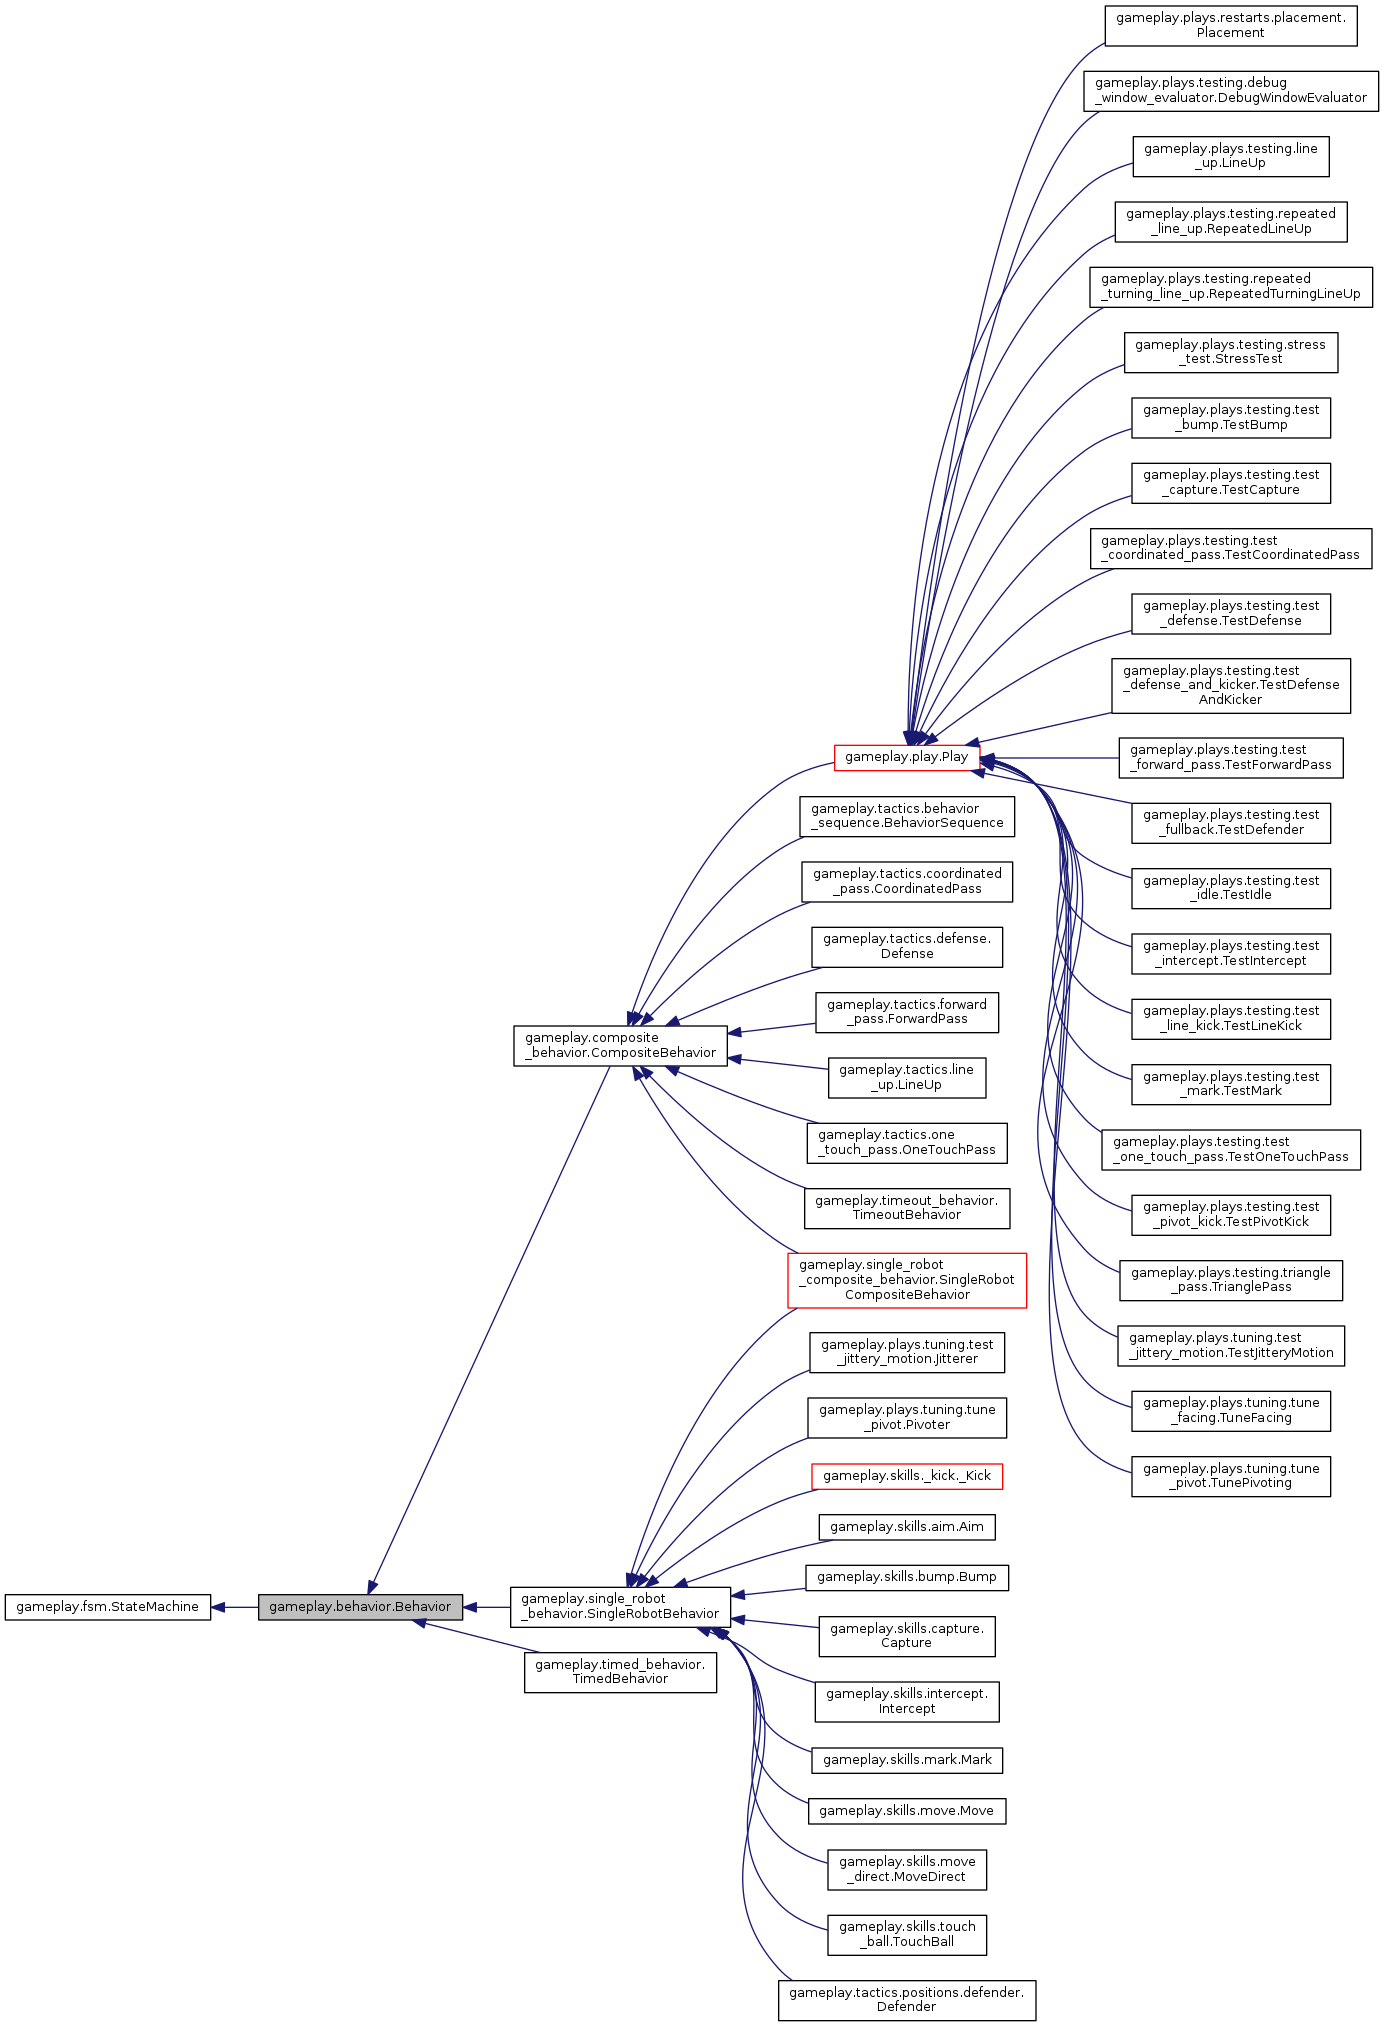 gameplay.plays.restarts.placement.
Placement
gameplay.plays.testing.debug
_window_evaluator.DebugWindowEvaluator
gameplay.plays.testing.line
_up.LineUp
gameplay.plays.testing.repeated
_line_up.RepeatedLineUp
gameplay.plays.testing.repeated
_turning_line_up.RepeatedTurningLineUp
gameplay.plays.testing.stress
_test.StressTest
gameplay.plays.testing.test
_bump.TestBump
gameplay.plays.testing.test
_capture.TestCapture
gameplay.plays.testing.test
_coordinated_pass.TestCoordinatedPass
gameplay.plays.testing.test
_defense.TestDefense
gameplay.plays.testing.test
_defense_and_kicker.TestDefense
AndKicker
gameplay.play.Play
gameplay.plays.testing.test
_forward_pass.TestForwardPass
gameplay.plays.testing.test
_fullback.TestDefender
gameplay.plays.testing.test
_idle.TestIdle
gameplay.plays.testing.test
_intercept.TestIntercept
gameplay.plays.testing.test
_line_kick.TestLineKick
gameplay.plays.testing.test
_mark.TestMark
gameplay.plays.testing.test
_one_touch_pass.TestOneTouchPass
gameplay.plays.testing.test
_pivot_kick.TestPivotKick
gameplay.plays.testing.triangle
_pass.TrianglePass
gameplay.plays.tuning.test
_jittery_motion.TestJitteryMotion
gameplay.plays.tuning.tune
_facing.TuneFacing
gameplay.plays.tuning.tune
_pivot.TunePivoting
gameplay.tactics.behavior
_sequence.BehaviorSequence
gameplay.tactics.coordinated
_pass.CoordinatedPass
gameplay.tactics.defense.
Defense
gameplay.tactics.forward
_pass.ForwardPass
gameplay.composite
_behavior.CompositeBehavior
gameplay.tactics.line
_up.LineUp
gameplay.tactics.one
_touch_pass.OneTouchPass
gameplay.timeout_behavior.
TimeoutBehavior
gameplay.single_robot
_composite_behavior.SingleRobot
CompositeBehavior
gameplay.plays.tuning.test
_jittery_motion.Jitterer
gameplay.plays.tuning.tune
_pivot.Pivoter
gameplay.skills._kick._Kick
gameplay.skills.aim.Aim
gameplay.skills.bump.Bump
gameplay.fsm.StateMachine
gameplay.behavior.Behavior
gameplay.single_robot
_behavior.SingleRobotBehavior
gameplay.timed_behavior.
TimedBehavior
gameplay.skills.capture.
Capture
gameplay.skills.intercept.
Intercept
gameplay.skills.mark.Mark
gameplay.skills.move.Move
gameplay.skills.move
_direct.MoveDirect
gameplay.skills.touch
_ball.TouchBall
gameplay.tactics.positions.defender.
Defender